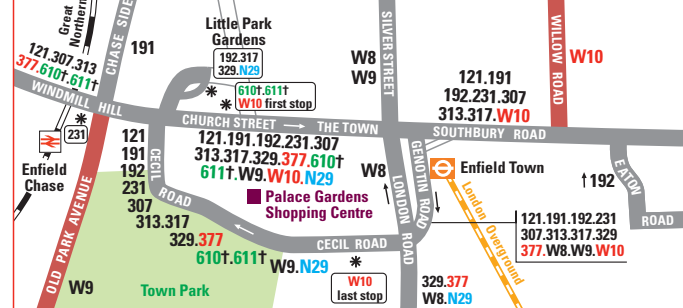 Great
Northern
CHASE SIDE
191
121.307.313
377.610†.611†
WINDMILL HILL
*
231
Enfield
Chase
OLD PARK AVENUE
W9
Little Park
Gardens
192.317
329.N29
*
*
610†.611†
W10 first stop
SILVER STREET
W8
W9
CHURCH STREET → THE TOWN
121.191.192.231.307
313.317.329.377.610†
611†.W9.W10.N29
121
191
192
231
307
313.317
329.377
610†.611†
CECIL
ROAD
Palace Gardens
Shopping Centre
Town Park
←
CECIL ROAD
W9.N29
*
W10
last stop
W8 ↑
LONDON ROAD
GENOTIN ROAD
↓
329.377
W8.N29
121.191
192.231.307
313.317.W10
WILLOW ROAD
W10
SOUTHBURY ROAD
Enfield Town
London Overground
↑192
EATON
ROAD
121.191.192.231
307.313.317.329
377.W8.W9.W10